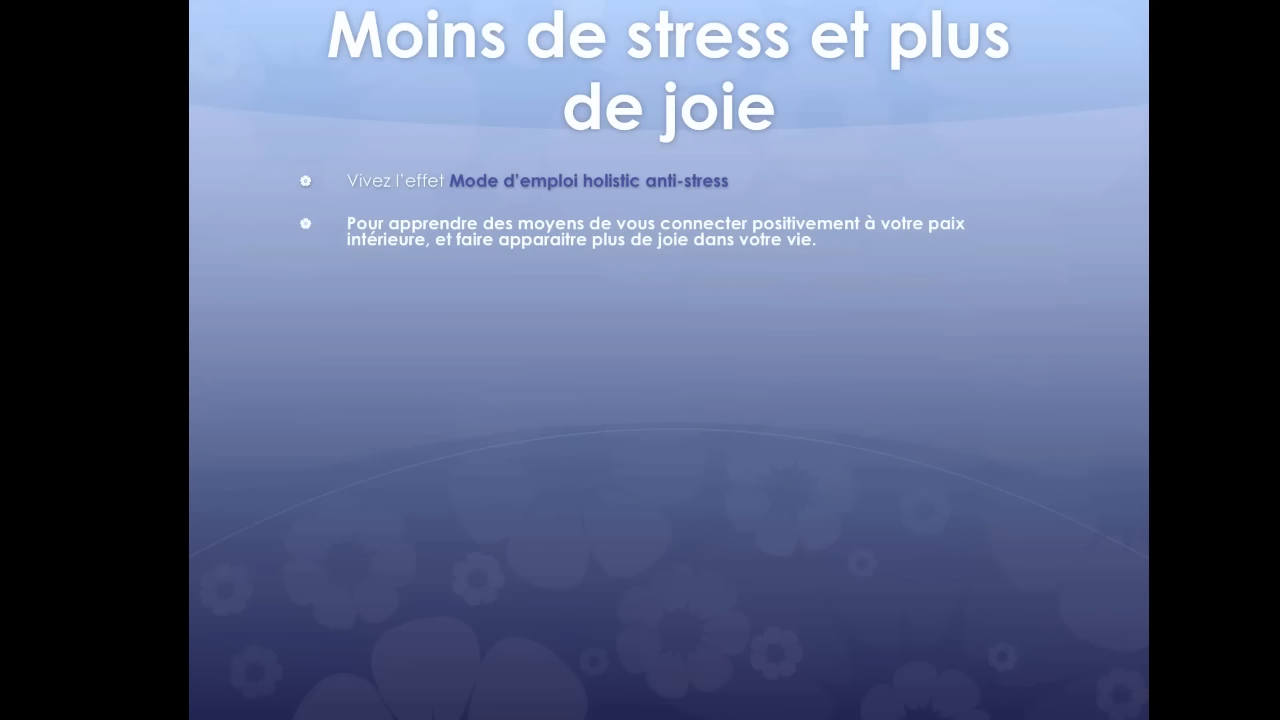 Moins de stress et plus
de joie
Vivez l'effet Mode d'emploi holistic anti-stress
Pour apprendre des moyens de vous connecter positivement à votre paix
intérieure, et faire apparaitre plus de joie dans votre vie.